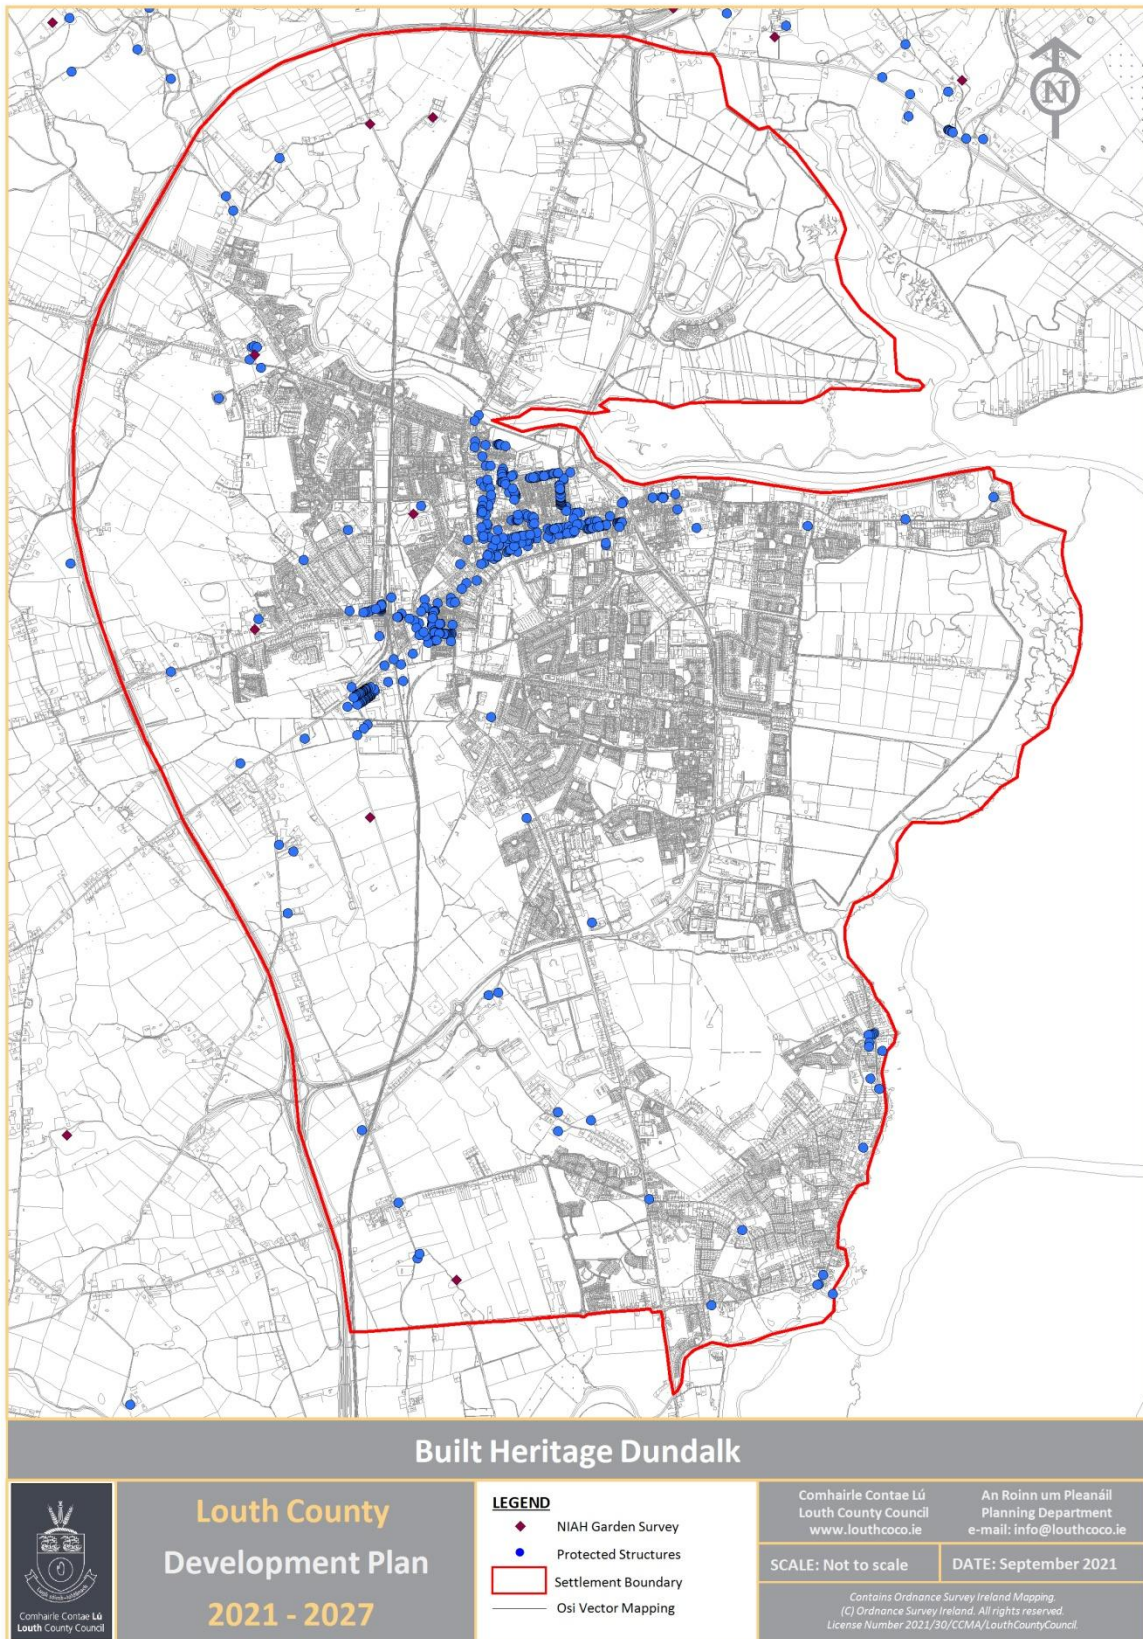 N
Built Heritage Dundalk
Comhairle Contae Lú
Louth County Council
Louth County
Development Plan
2021 - 2027
LEGEND
NIAH Garden Survey
Protected Structures
Settlement Boundary
Osi Vector Mapping
Comhairle Contae Lú
Louth County Council
www.louthcoco.ie
An Roinn um Pleanáil
Planning Department
e-mail: info@louthcoco.ie
SCALE: Not to scale
DATE: September 2021
Contains Ordnance Survey Ireland Mapping.
(C) Ordnance Survey Ireland. All rights reserved.
License Number 2021/30/CCMA/LouthCountyCouncil.